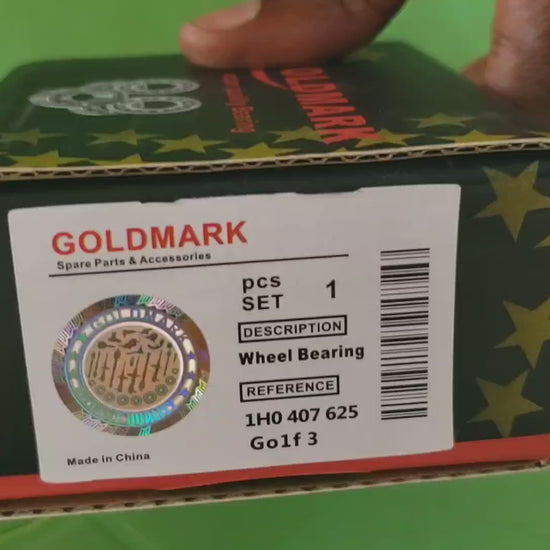 GOLDMARK
GOLDMARK
Spare Parts & Accessories
pcs
SET 1
DESCRIPTION
Wheel Bearing
REFERENCE
1H0 407 625
Go1f 3
GOLDMARK
Made in China